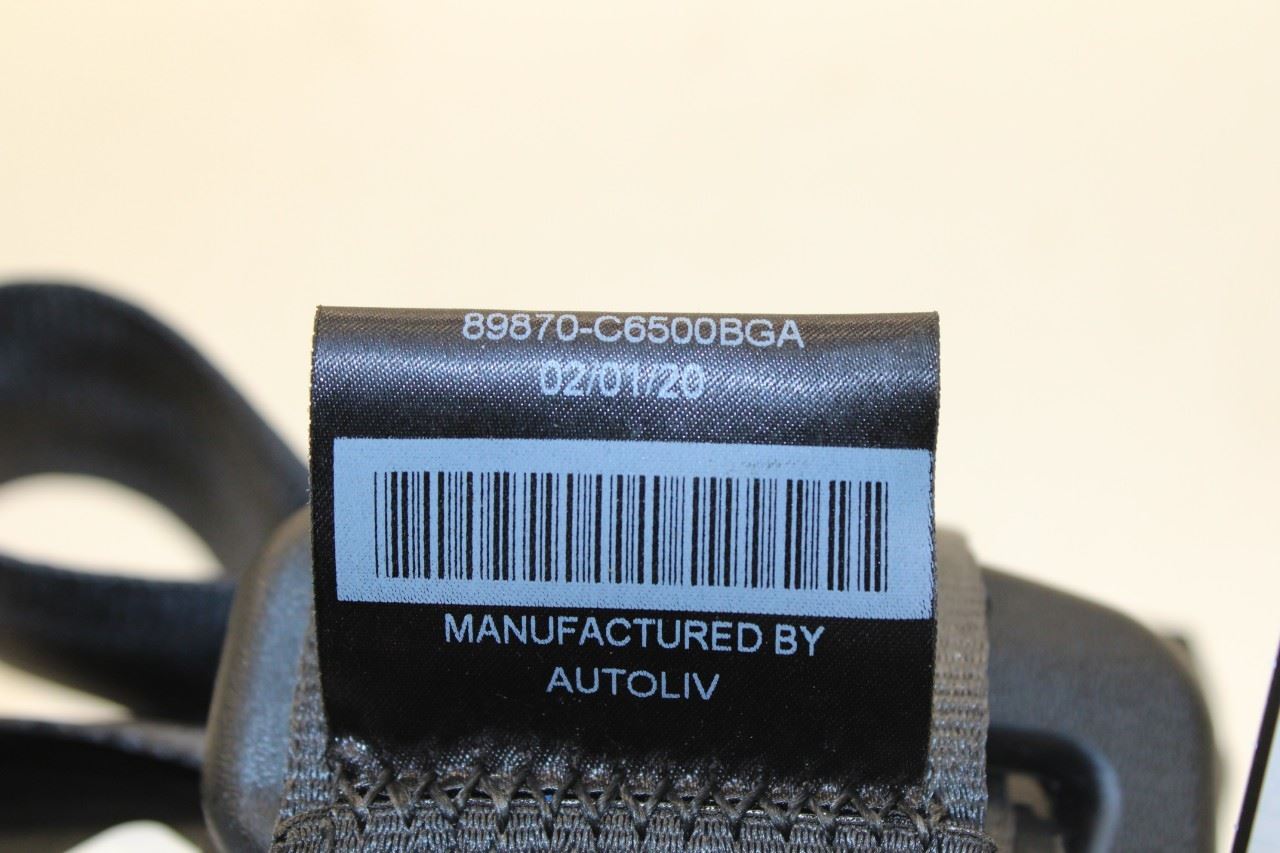 89870-C6500BGA
02/01/20
MANUFACTURED BY
AUTOLIV